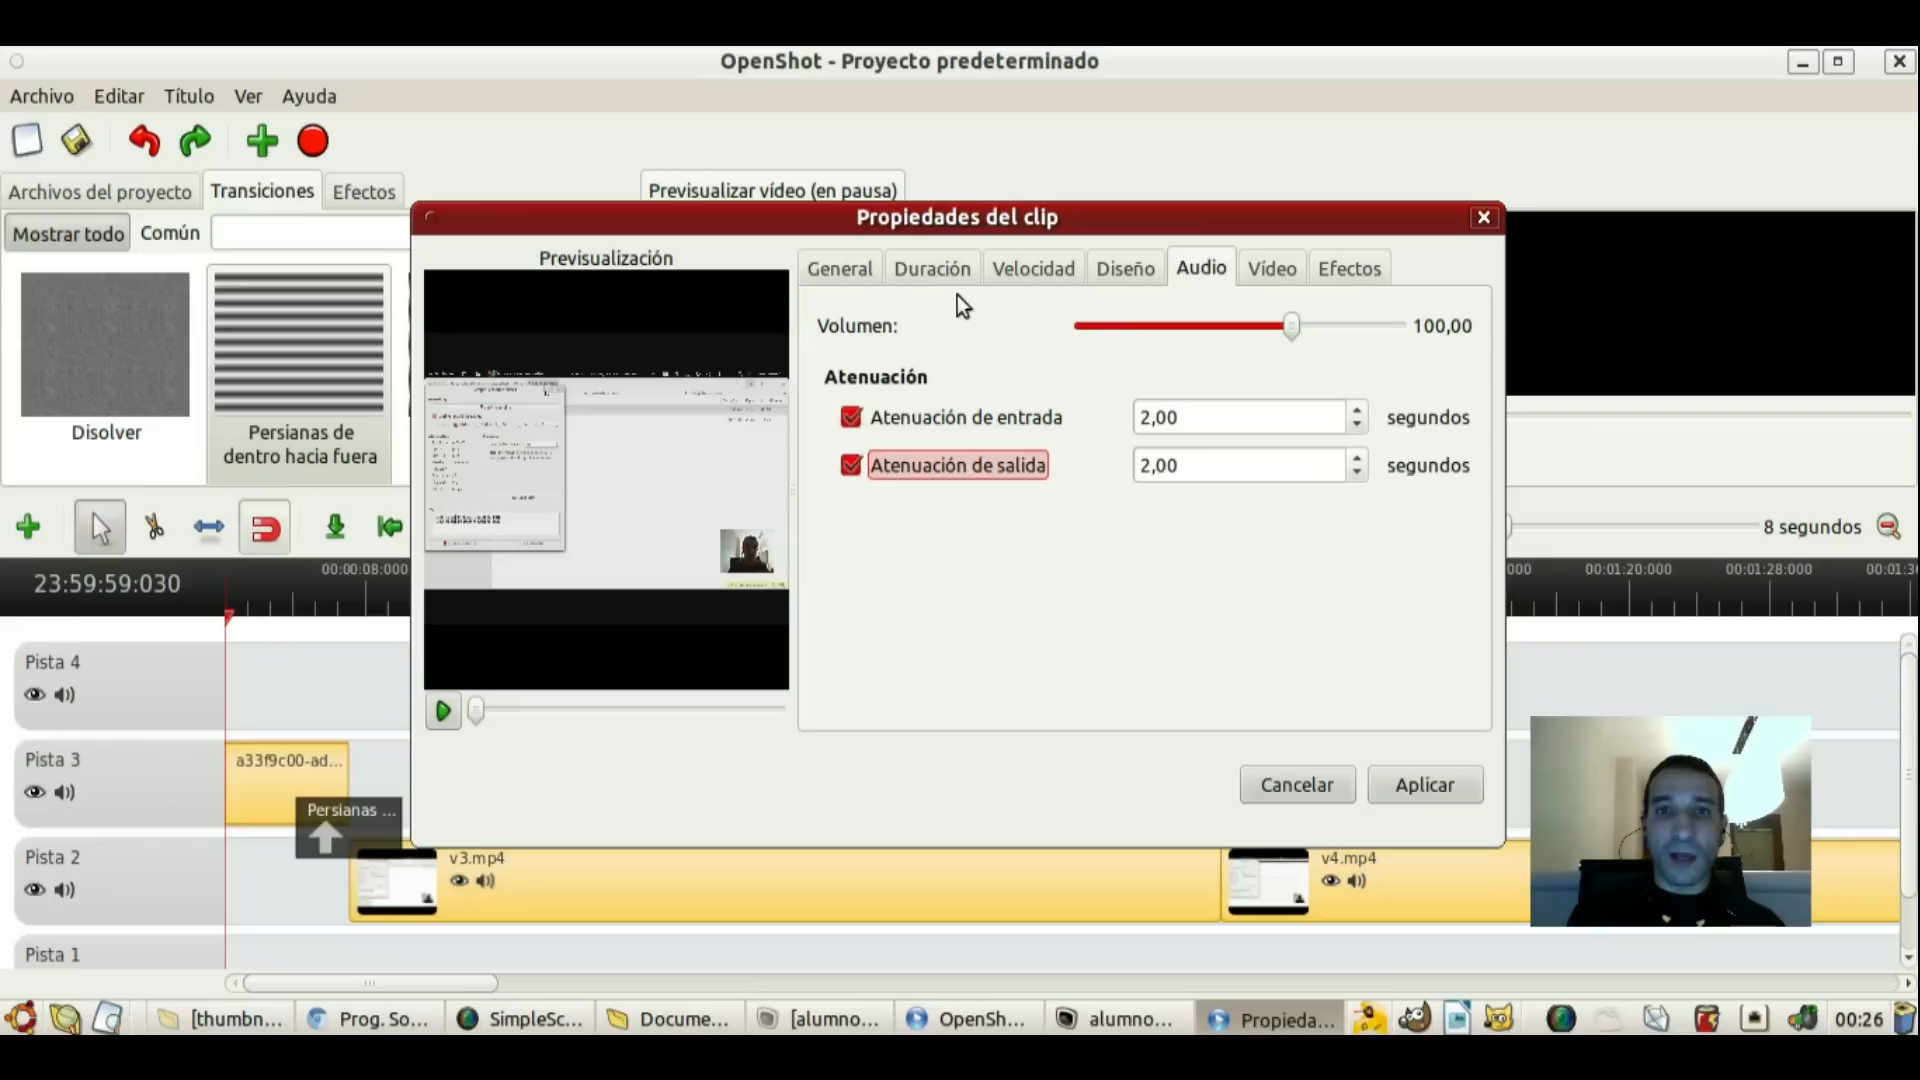 OpenShot - Proyecto predeterminado
Archivo Editar Título Ver Ayuda
Archivos del proyecto Transiciones Efectos
Previsualizar vídeo (en pausa)
Mostrar todo Común
Disolver
Persianas de
dentro hacia fuera
Propiedades del clip
Previsualización
General Duración Velocidad Diseño Audio Vídeo Efectos
Volumen: 100,00
Atenuación
Atenuación de entrada 2,00 segundos
Atenuación de salida 2,00 segundos
Cancelar Aplicar
8 segundos
23:59:59:030
00:00:08:000 000 00:01:20:000 00:01:28:000 00:01:3
Pista 4
Pista 3
a33f9c00-ad...
Persianas ...
Pista 2
v3.mp4
v4.mp4
Pista 1
[thumbn... Prog. So... SimpleSc... Docume... [alumno... OpenSh... alumno... Propieda... 00:26